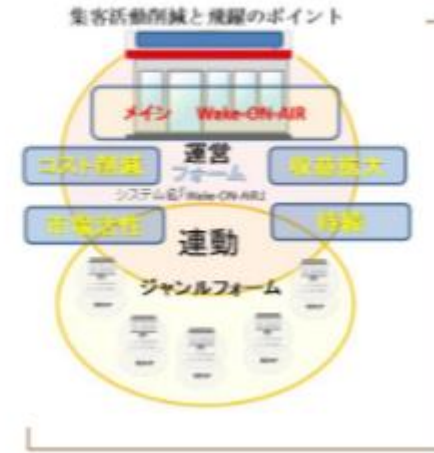 集客活動削減と飛躍のポイント
メイン Wake-ON-AIR
運営
コスト削減
フォーム
収益拡大
システム名「Wake-ON-AIR」
連動
ジャンルフォーム